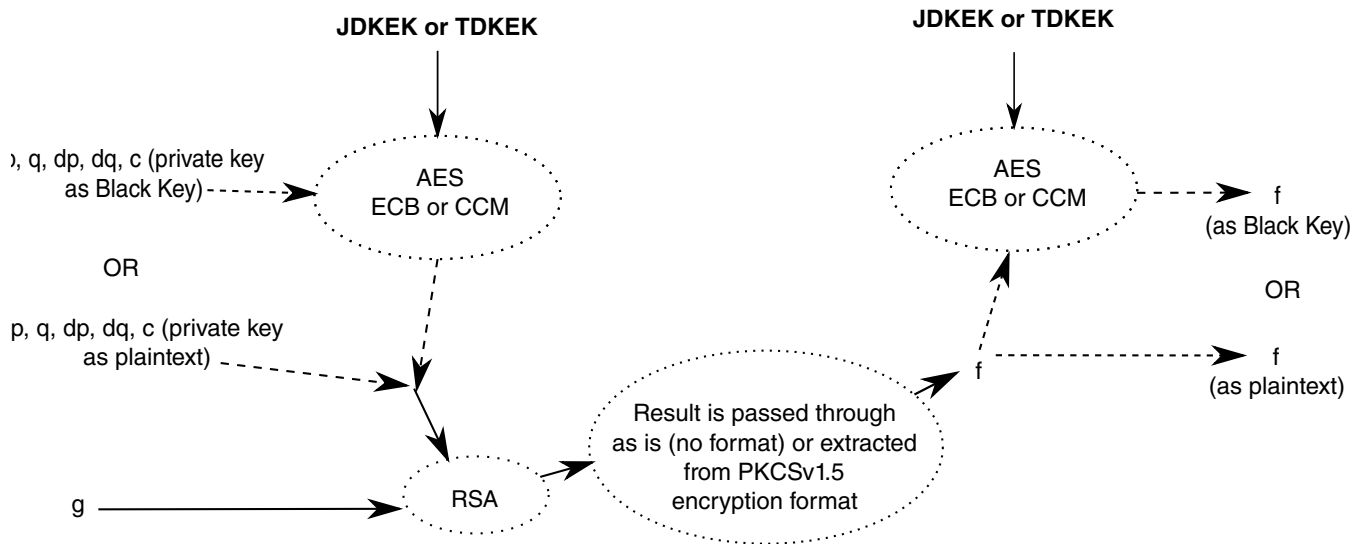 JDKEK or TDKEK
AES
ECB or CCM
q, dp, dq, c (private key
as Black Key)
OR
p, q, dp, dq, c (private key
as plaintext)
g
RSA
Result is passed through
as is (no format) or extracted
from PKCSv1.5
encryption format
f
JDKEK or TDKEK
AES
ECB or CCM
f
(as Black Key)
OR
f
(as plaintext)